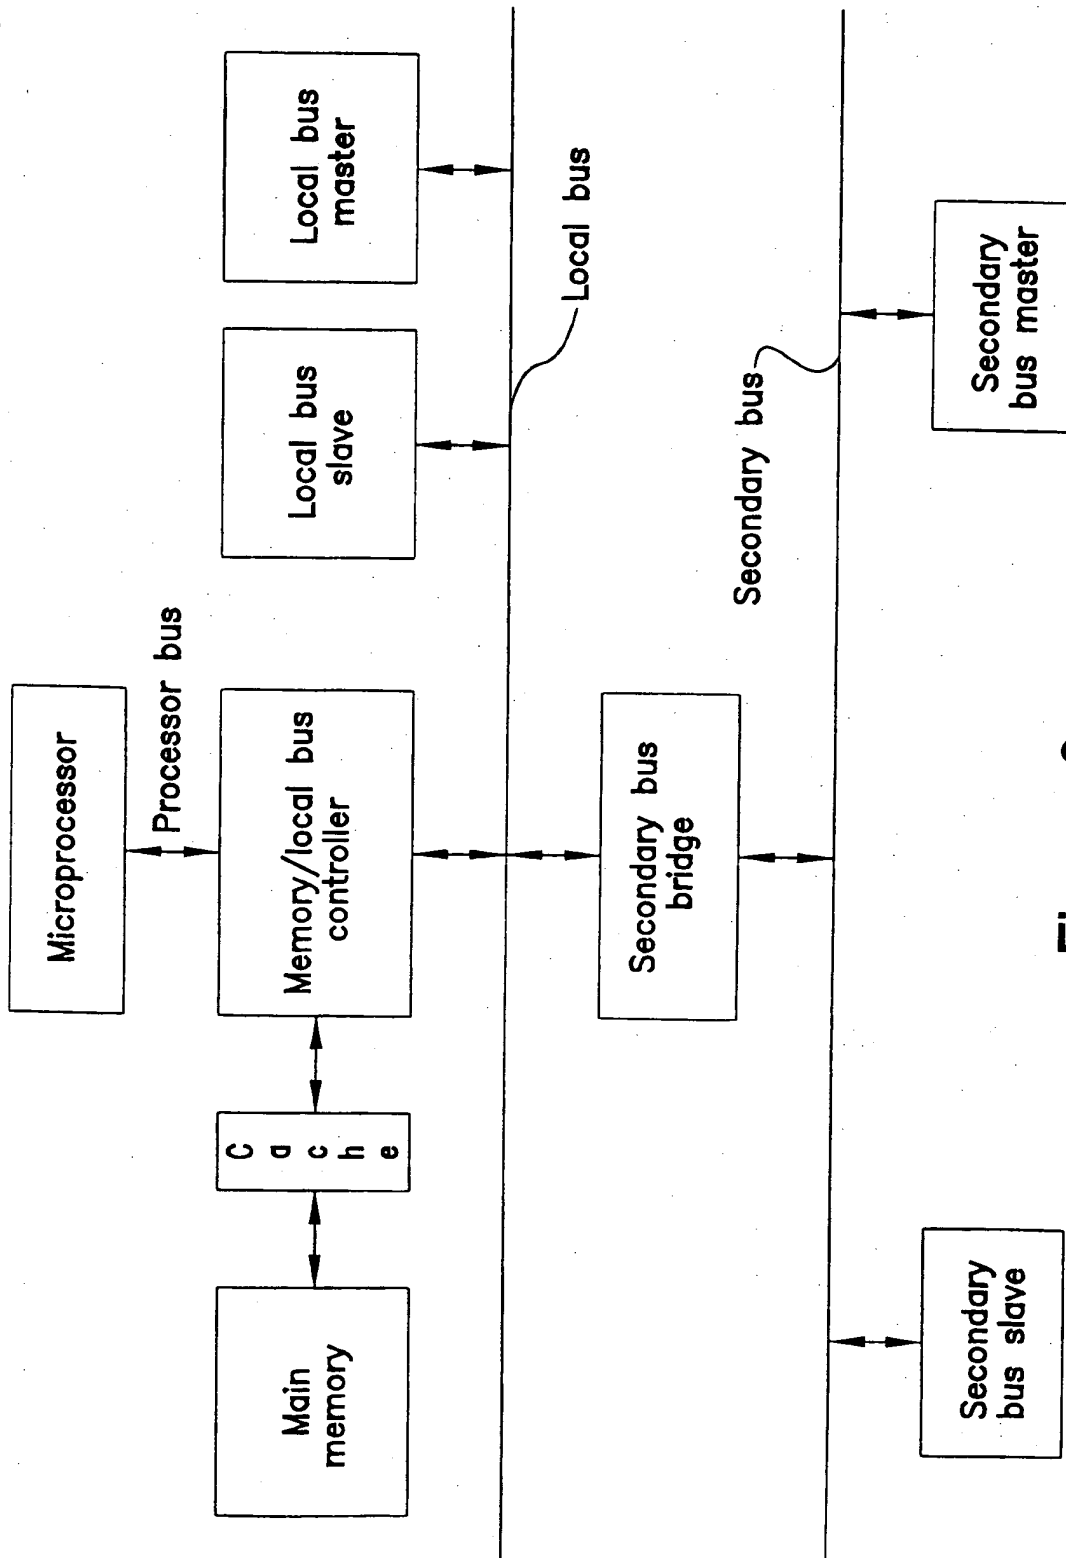 Microprocessor
Processor bus
Main
memory
C
a
c
h
e
Memory/local bus
controller
Local bus
slave
Local bus
master
Local bus
Secondary bus
bridge
Secondary bus
Secondary
bus slave
Secondary
bus master